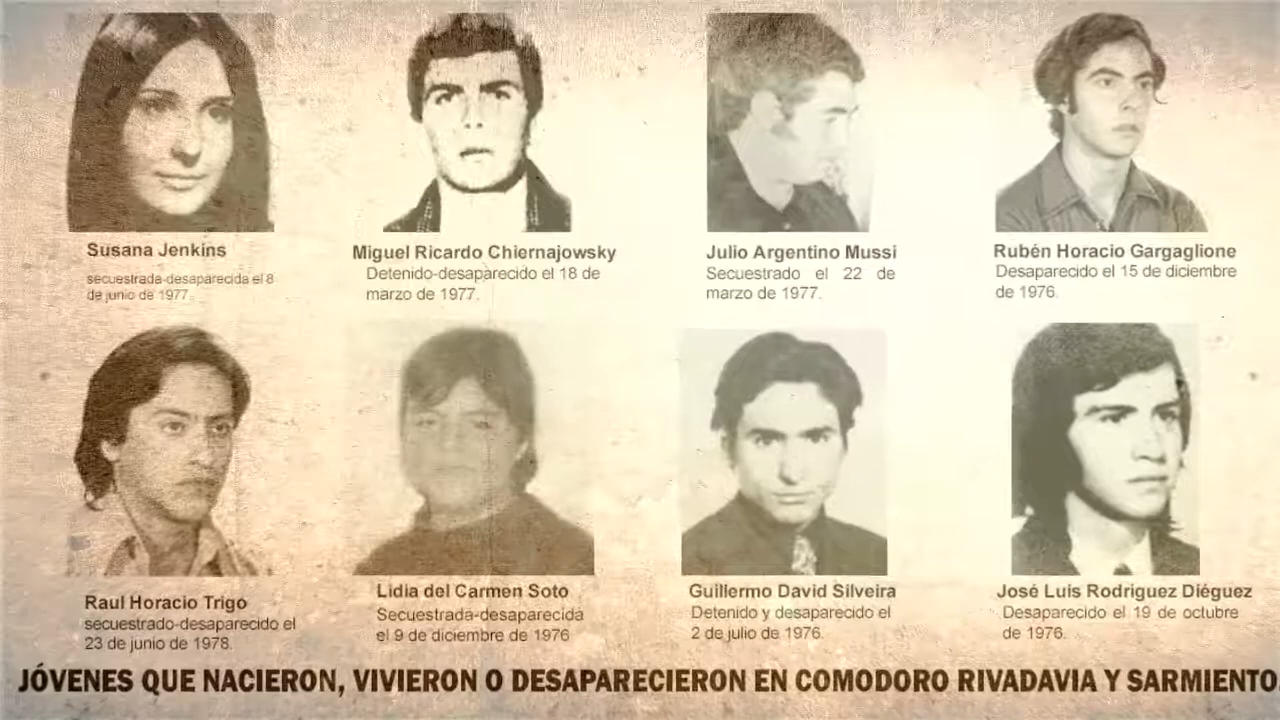 Susana Jenkins
secuestrada-desaparecida el 8
de junio de 1977.
Miguel Ricardo Chiernajowsky
Detenido-desaparecido el 18 de
marzo de 1977.
Julio Argentino Mussi
Secuestrado el 22 de
marzo de 1977.
Rubén Horacio Gargaglione
Desaparecido el 15 de diciembre
de 1976.
Raul Horacio Trigo
secuestrado-desaparecido el
23 de junio de 1978.
Lidia del Carmen Soto
Secuestrada-desaparecida
el 9 de diciembre de 1976
Guillermo David Silveira
Detenido y desaparecido el
2 de julio de 1976.
José Luis Rodriguez Diéguez
Desaparecido el 19 de octubre
de 1976.
JÓVENES QUE NACIERON, VIVIERON O DESAPARECIERON EN COMODORO RIVADAVIA Y SARMIENTO.